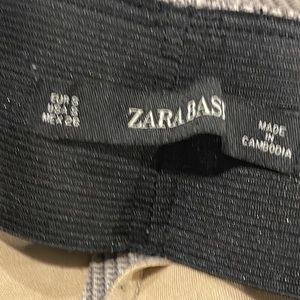 EUR S
USA S
MEX 26
ZARA BASI
MADE IN
CAMBODIA